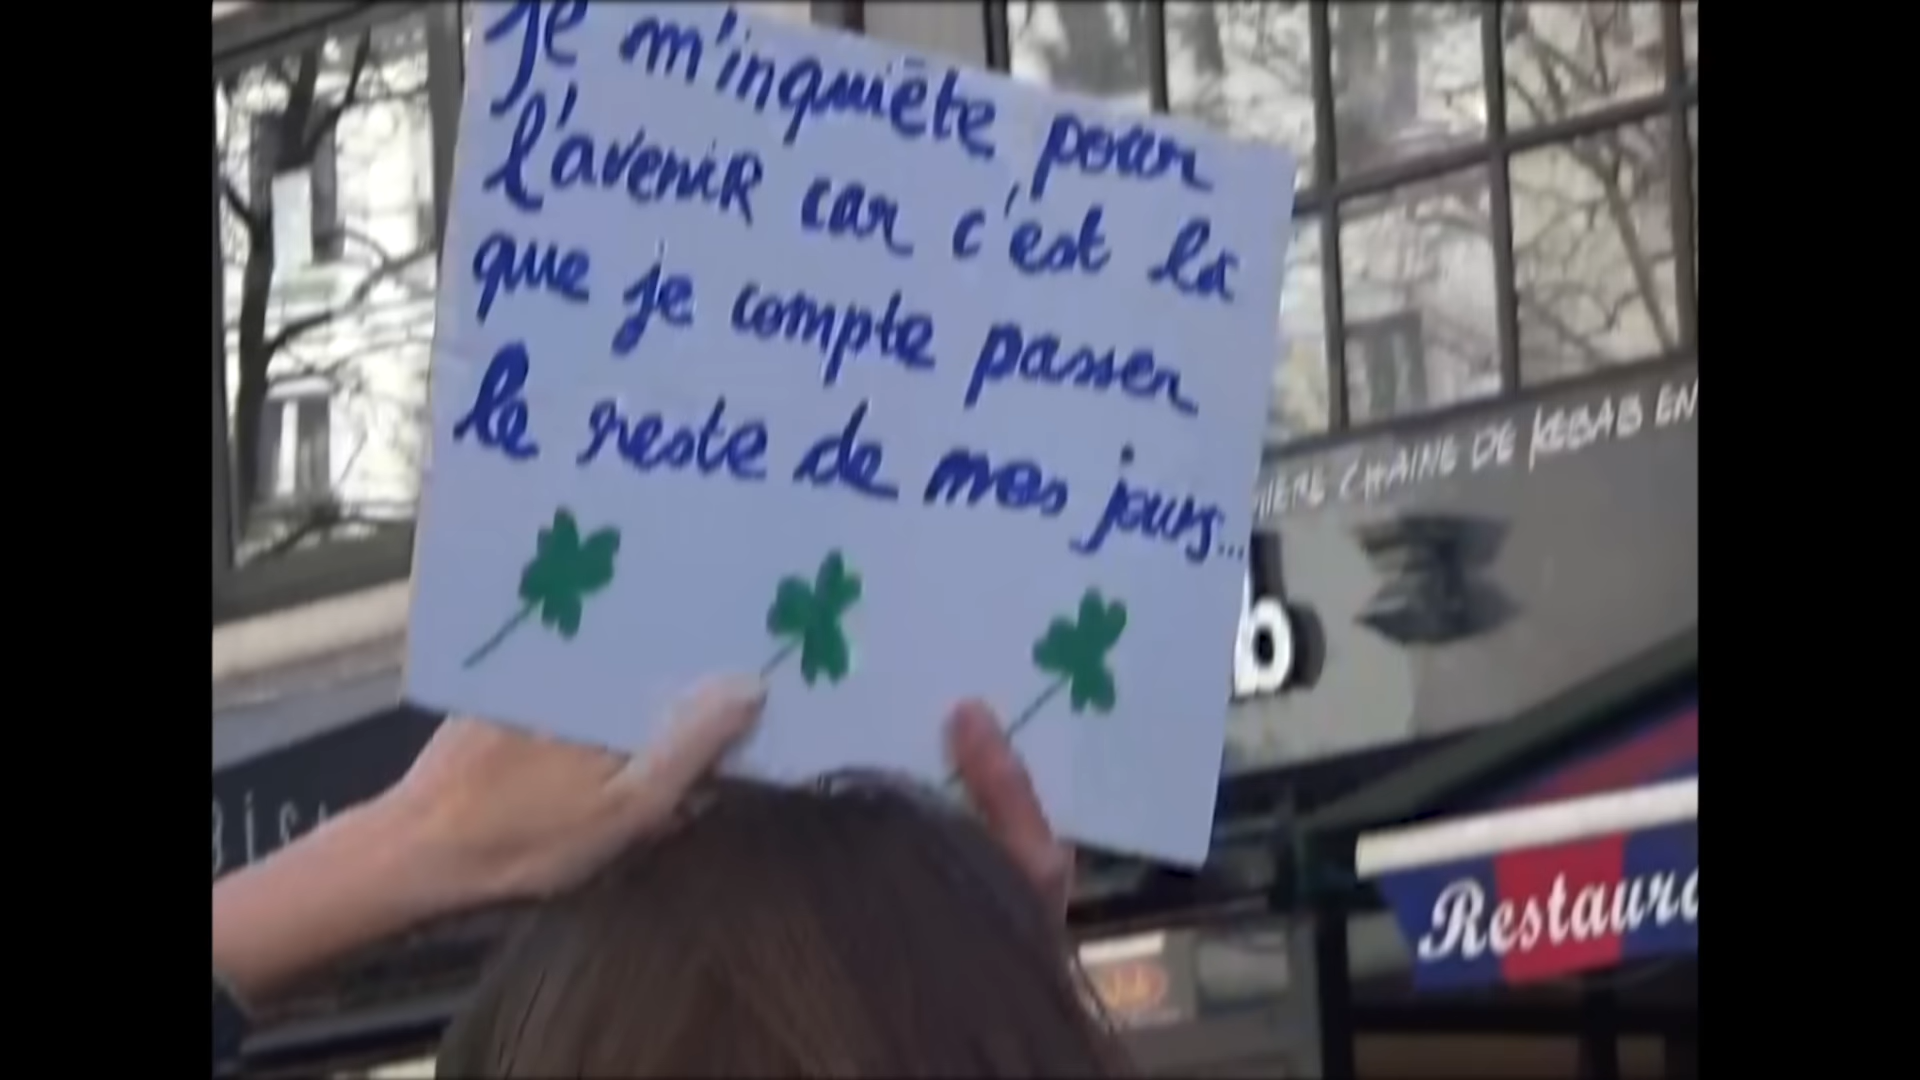 Je m'inquiète pour
l'aveniR car c'est la
que je compte passer
le reste de mes jours...
CHAINE DE KEBAB EN
b
Restaura